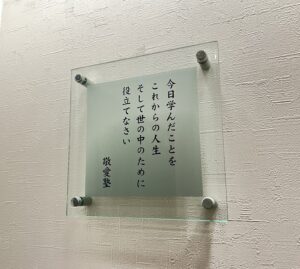 今日学んだことを
これからの人生
そして世の中のために
役立てなさい
敬愛塾